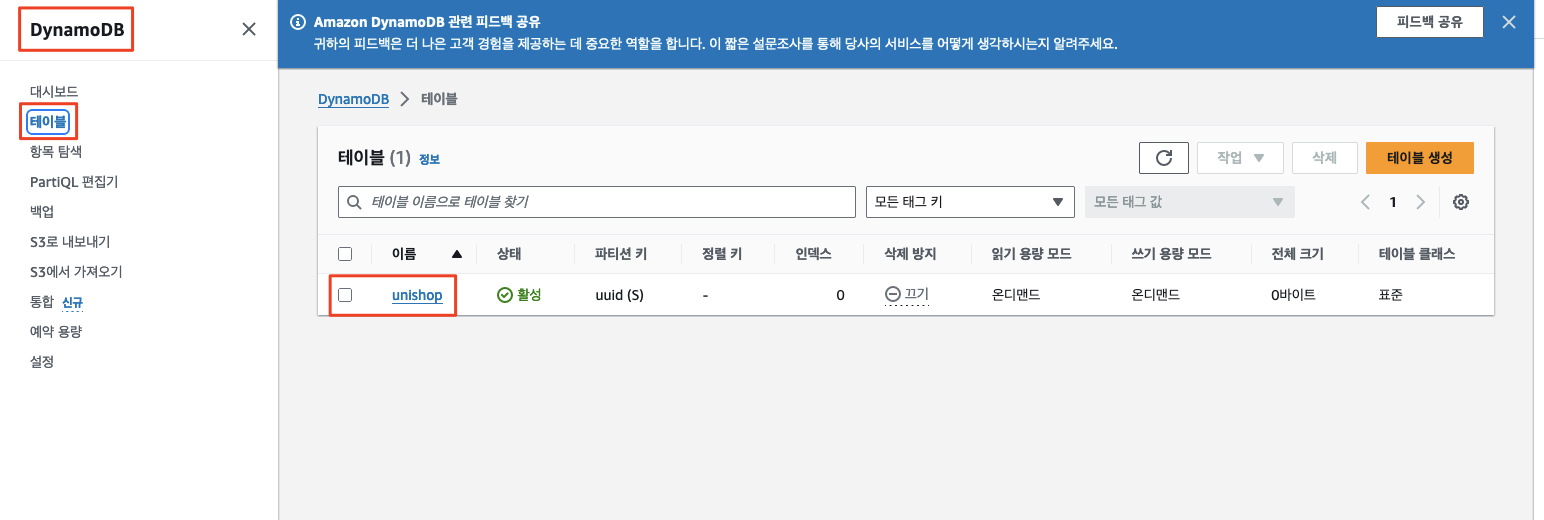 DynamoDB
대시보드
테이블
항목 탐색
PartiQL 편집기
백업
S3로 내보내기
S3에서 가져오기
통합 신규
예약 용량
설정
Amazon DynamoDB 관련 피드백 공유
귀하의 피드백은 더 나은 고객 경험을 제공하는 데 중요한 역할을 합니다. 이 짧은 설문조사를 통해 당사의 서비스를 어떻게 생각하시는지 알려주세요.
피드백 공유
DynamoDB 테이블
테이블 (1) 정보
작업 삭제 테이블 생성
테이블 이름으로 테이블 찾기 모든 태그 키 모든 태그 값 1
이름 상태 파티션 키 정렬 키 인덱스 삭제 방지 읽기 용량 모드 쓰기 용량 모드 전체 크기 테이블 클래스
unishop 활성 uuid (S) - 0 끄기 온디맨드 온디맨드 0바이트 표준